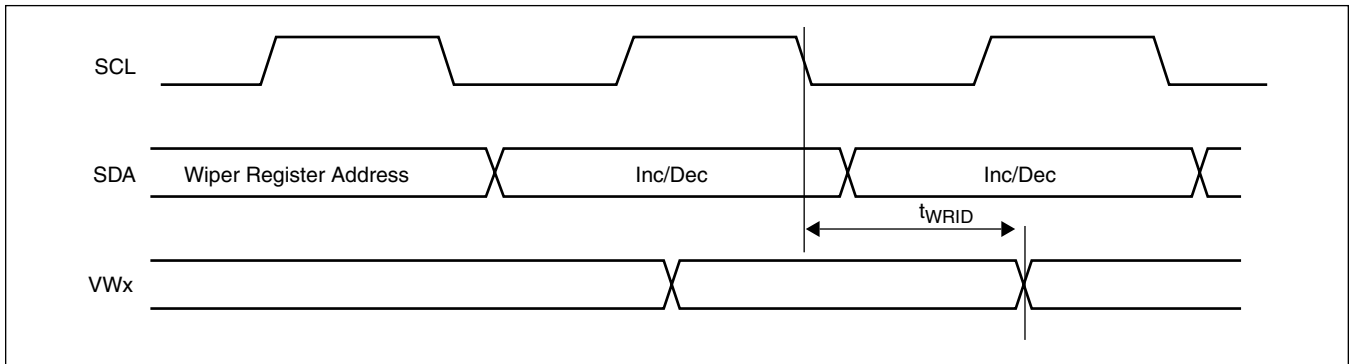 SCL
SDA Wiper Register Address Inc/Dec Inc/Dec
tWRID
VWx